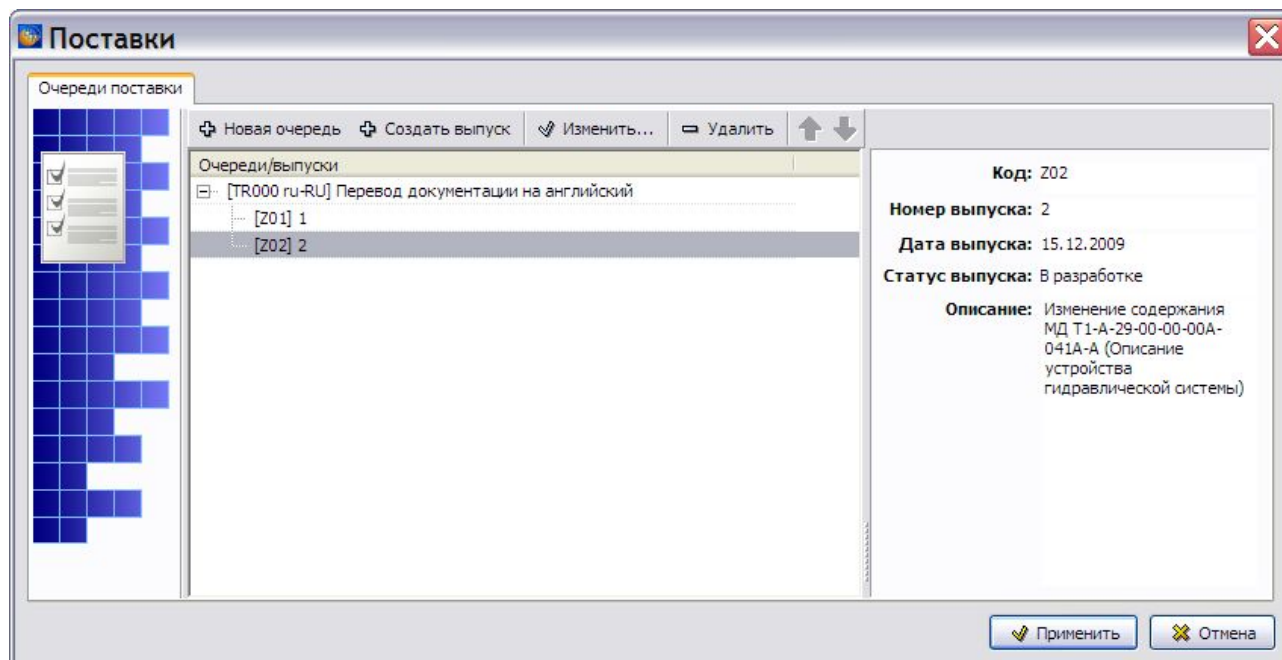 Поставки
Очереди поставки
Новая очередь Создать выпуск Изменить... Удалить
Очереди/выпуски
[TR000 ru-RU] Перевод документации на английский
[Z01] 1
[Z02] 2
Код: Z02
Номер выпуска: 2
Дата выпуска: 15.12.2009
Статус выпуска: В разработке
Описание: Изменение содержания
МД T1-A-29-00-00-00A-
041A-A (Описание
устройства
гидравлической системы)
Применить Отмена